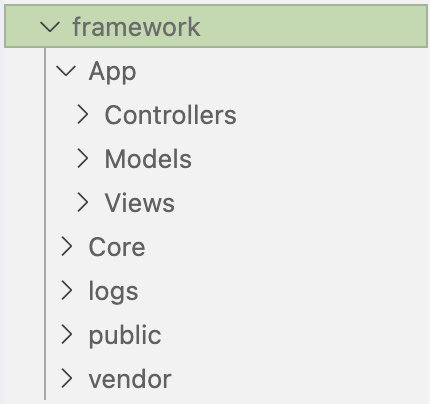 framework
App
Controllers
Models
Views
Core
logs
public
vendor